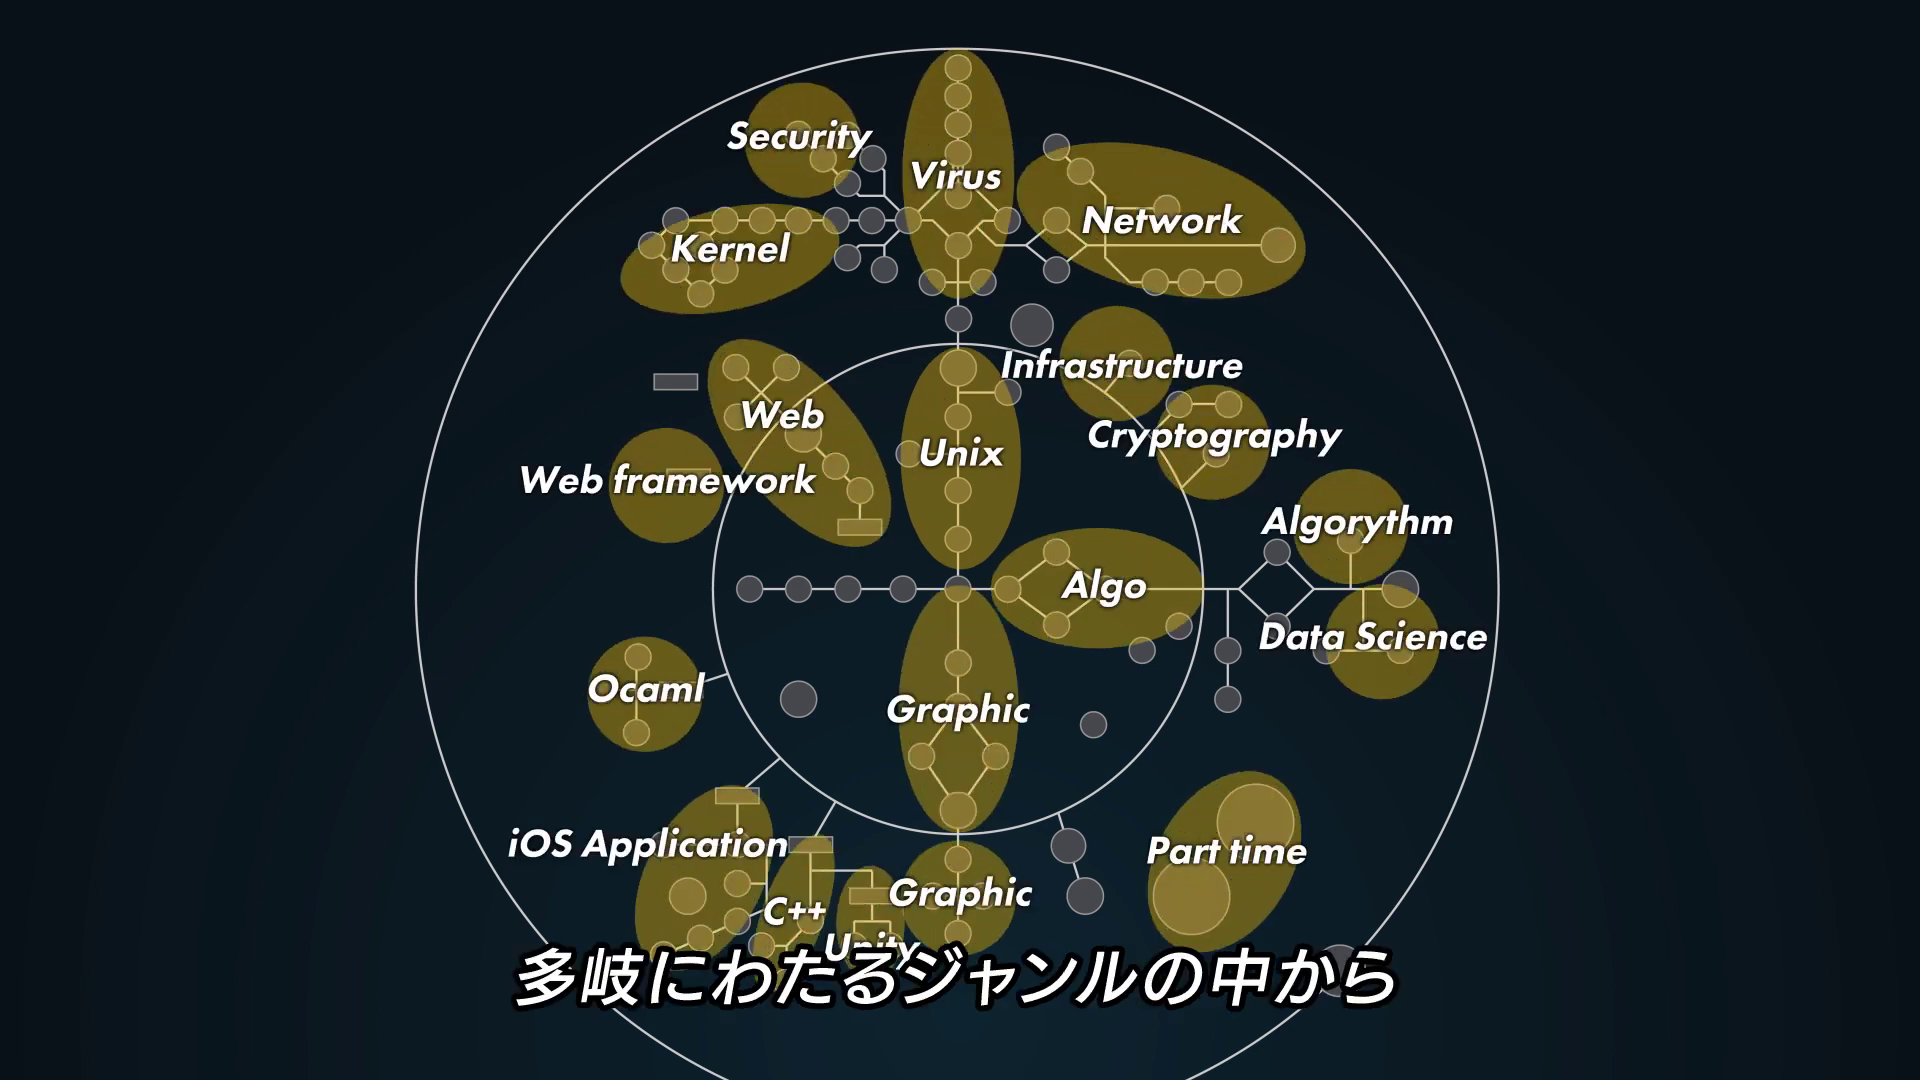 Security
Virus
Network
Kernel
Infrastructure
Web
Cryptography
Unix
Web framework
Algorythm
Algo
Data Science
Ocaml
Graphic
iOS Application
Part time
Graphic
C++
Unity
多岐にわたるジャンルの中から